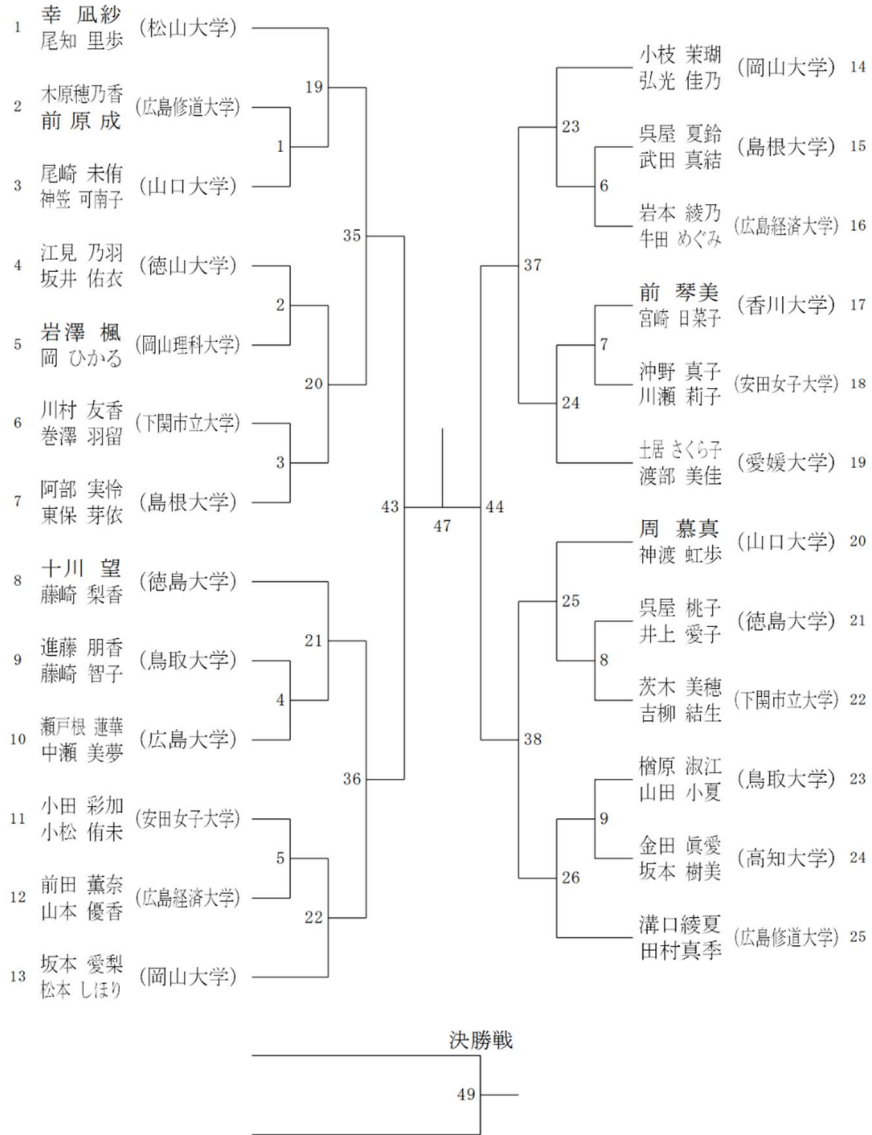 1 幸 凪紗 (松山大学)
尾知 里歩
2 木原穂乃香 (広島修道大学)
前原成
3 尾崎 未侑 (山口大学)
神笠 可南子
4 江見 乃羽 (徳山大学)
坂井 佑衣
5 岩澤 楓 (岡山理科大学)
岡 ひかる
6 川村 友香 (下関市立大学)
巻澤 羽留
7 阿部 実怜 (島根大学)
東保 芽依
8 十川 望 (徳島大学)
藤崎 梨香
9 進藤 朋香 (鳥取大学)
藤崎 智子
10 瀬戸根 蓮華 (広島大学)
中瀬 美夢
11 小田 彩加 (安田女子大学)
小松 侑未
12 前田 薫奈 (広島経済大学)
山本 優香
13 坂本 愛梨 (岡山大学)
松本 しほり
19
1
35
2
20
3
43
21
4
36
5
22
47
44
小枝 茉瑚 (岡山大学) 14
弘光 佳乃
呉屋 夏鈴 (島根大学) 15
武田 真結
岩本 綾乃 (広島経済大学) 16
牛田 めぐみ
前 琴美 (香川大学) 17
宮崎 日菜子
沖野 真子 (安田女子大学) 18
川瀬 莉子
土居 さくら子 (愛媛大学) 19
渡部 美佳
周 慕真 (山口大学) 20
神渡 虹歩
呉屋 桃子 (徳島大学) 21
井上 愛子
茨木 美穂 (下関市立大学) 22
吉柳 結生
楢原 淑江 (鳥取大学) 23
山田 小夏
金田 眞愛 (高知大学) 24
坂本 樹美
溝口綾夏 (広島修道大学) 25
田村真季
23
6
37
7
24
25
8
38
9
26
決勝戦
49